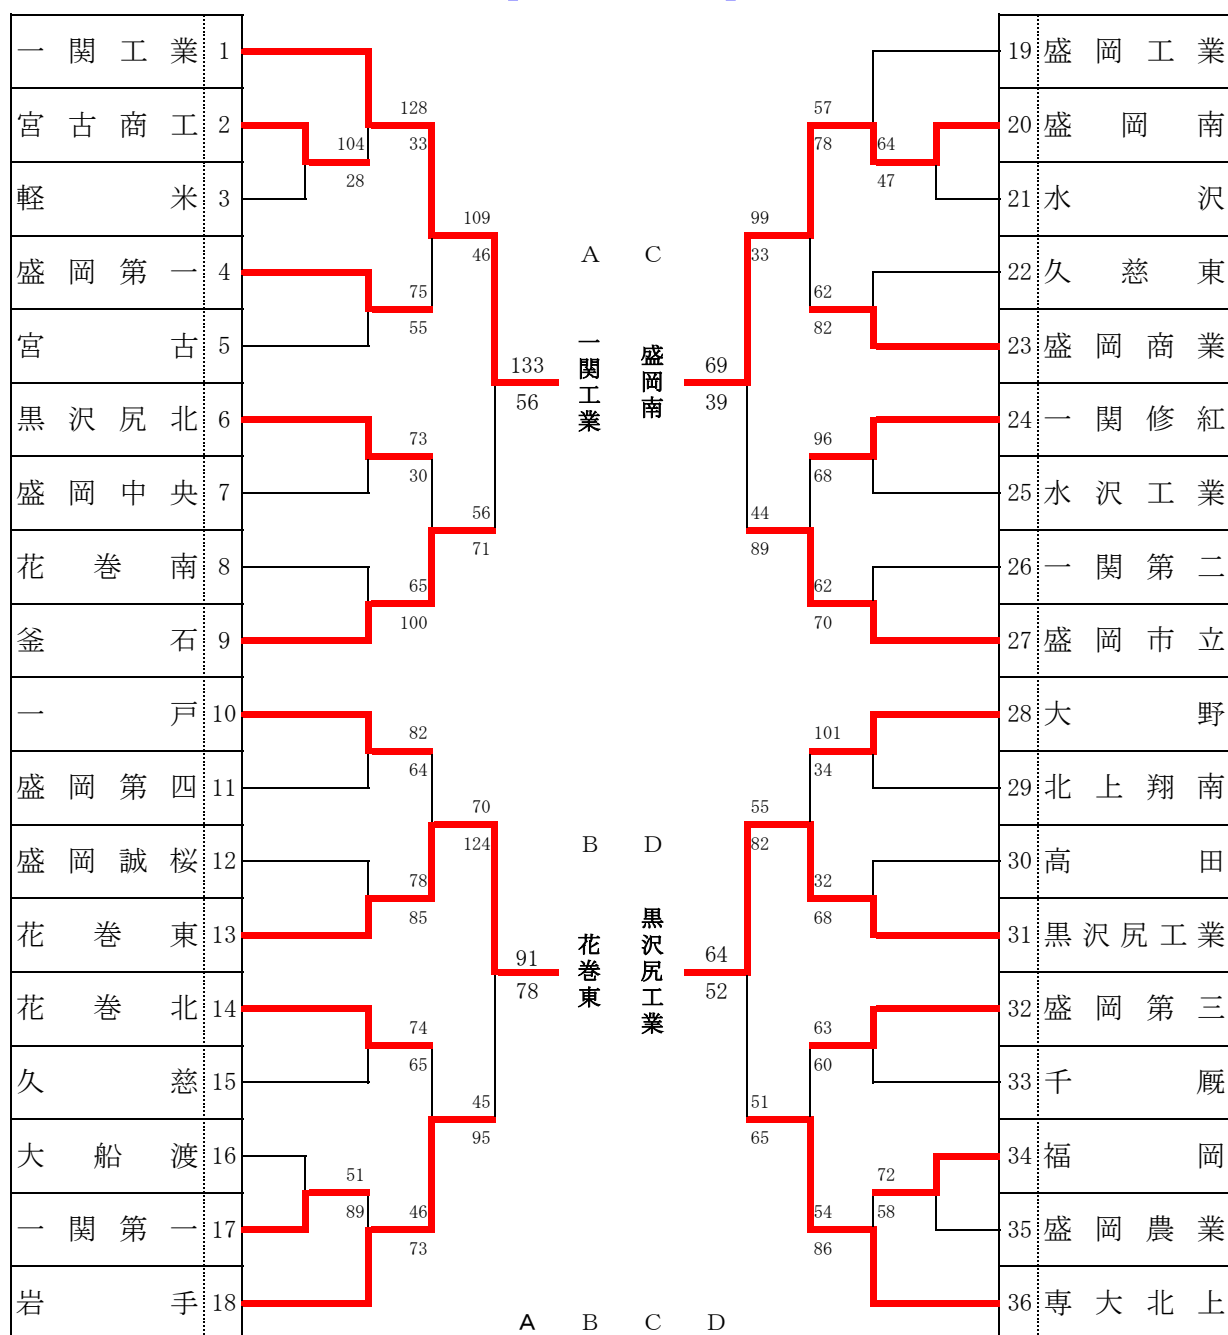 一関工業 1
宮古商工 2
軽米 3
盛岡第一 4
宮古 5
黒沢尻北 6
盛岡中央 7
花巻南 8
釜石 9
一戸 10
盛岡第四 11
盛岡誠桜 12
花巻東 13
花巻北 14
久慈 15
大船渡 16
一関第一 17
岩手 18
104
28
51
89
128
33
75
55
73
30
65
100
82
64
78
85
74
65
46
73
109
46
56
71
70
124
45
95
133
56
91
78
A C
一関工業
盛岡南
B D
花巻東
黒沢尻工業
69
39
64
52
99
33
44
89
55
82
51
65
57
78
62
82
96
68
62
70
101
34
32
68
63
60
54
86
64
47
72
58
19 盛岡工業
20 盛岡南
21 水沢
22 久慈東
23 盛岡商業
24 一関修紅
25 水沢工業
26 一関第二
27 盛岡市立
28 大野
29 北上翔南
30 高田
31 黒沢尻工業
32 盛岡第三
33 千厩
34 福岡
35 盛岡農業
36 専大北上
A B C D